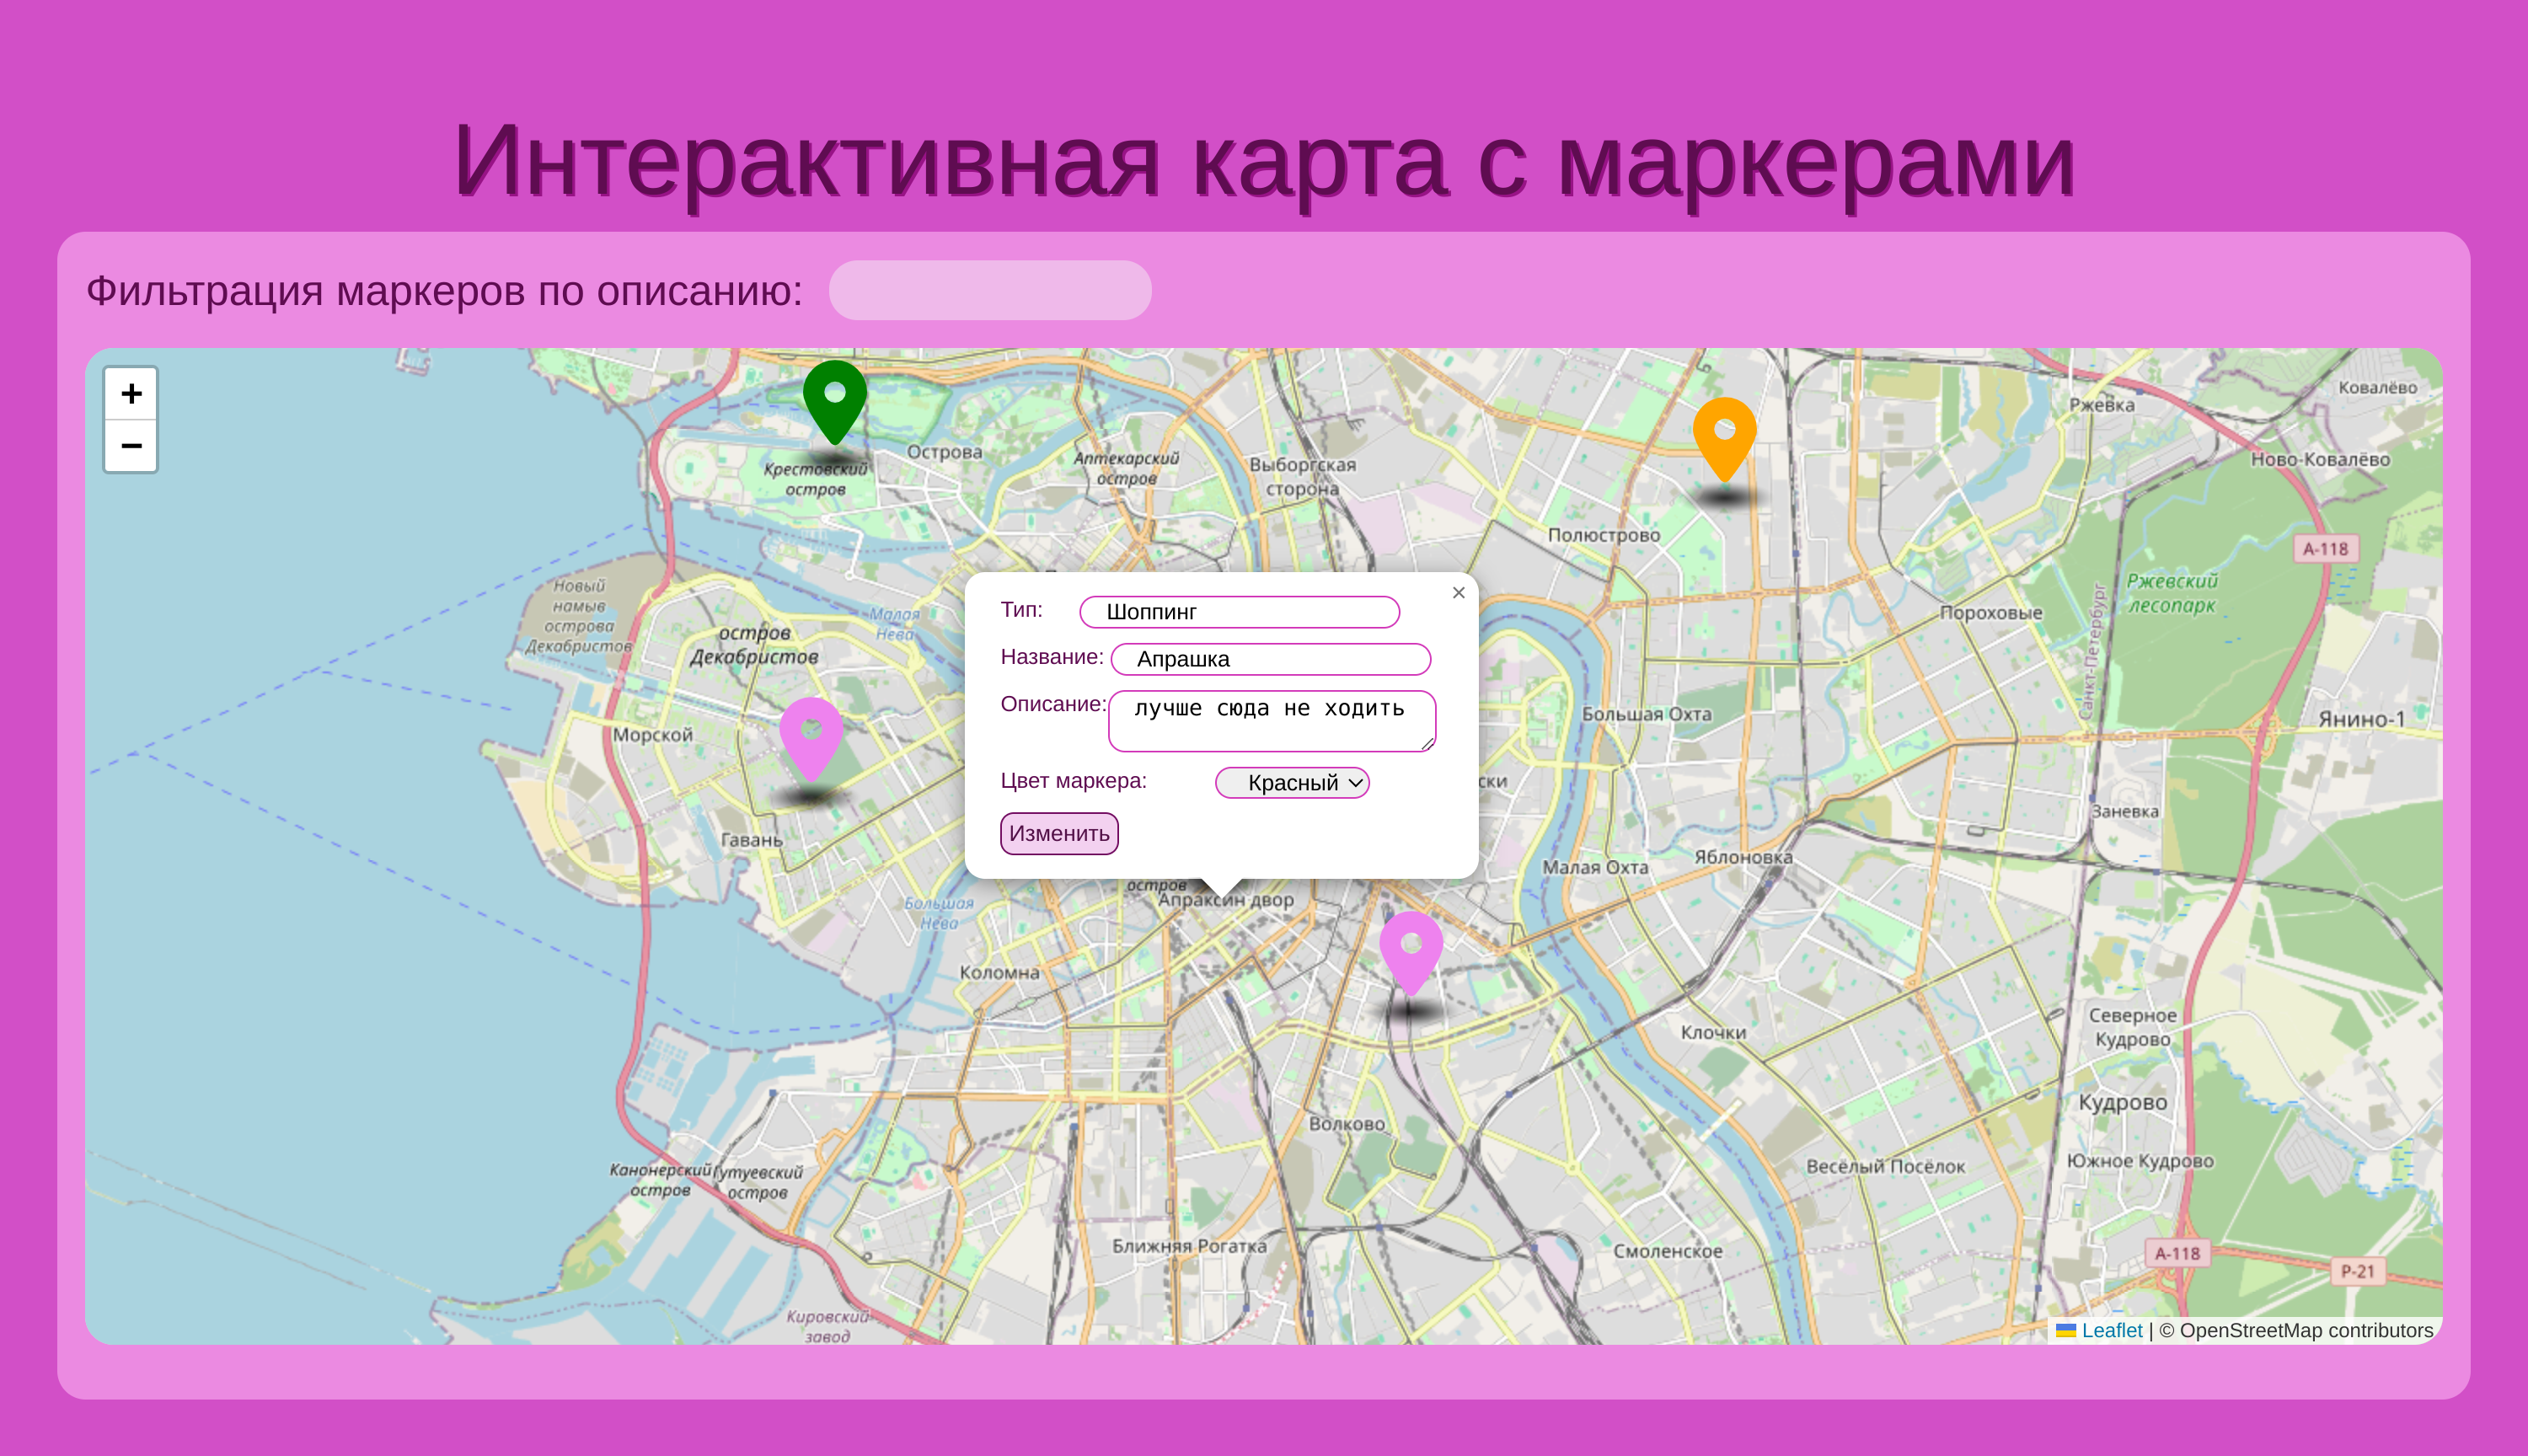 Интерактивная карта с маркерами
Фильтрация маркеров по описанию:
+
−
Ковалёво
Ржевка
Острова
Аптекарский
остров
Выборгская
сторона
Ново-Ковалёво
Крестовский
остров
Полюстрово
А-118
Новый
намыв
острова
Декабристов
Малая
Нева
Ржевский
лесопарк
Пороховые
остров
Декабристов
Санкт-Петербург
×
Тип: Шоппинг
Название: Апрашка
Описание: лучше сюда не ходить
Цвет маркера: Красный
Изменить
Морской
Большая Охта
Янино-1
ски
Заневка
Гавань
Малая Охта
Яблоновка
остров
Апраксин двор
Большая
Нева
Коломна
Клочки
Северное
Кудрово
Кудрово
Волково
Канонерский
остров
Гутуевский
остров
Весёлый Посёлок
Южное Кудрово
Ближняя Рогатка
Смоленское
А-118
Р-21
Кировский
завод
Leaflet | © OpenStreetMap contributors